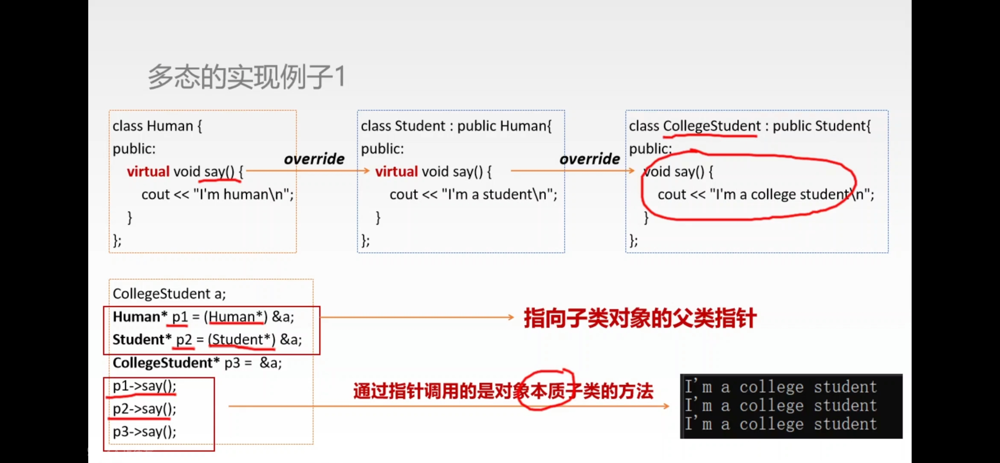 多态的实现例子1
class Human {
public:
virtual void say() {
cout << "I'm human\n";
}
};
override
class Student : public Human{
public:
virtual void say() {
cout << "I'm a student\n";
}
};
override
class CollegeStudent : public Student{
public:
void say() {
cout << "I'm a college student\n";
}
};
CollegeStudent a;
Human* p1 = (Human*) &a;
Student* p2 = (Student*) &a;
CollegeStudent* p3 =  &a;
p1->say();
p2->say();
p3->say();
指向子类对象的父类指针
通过指针调用的是对象本质子类的方法
I'm a college student
I'm a college student
I'm a college student